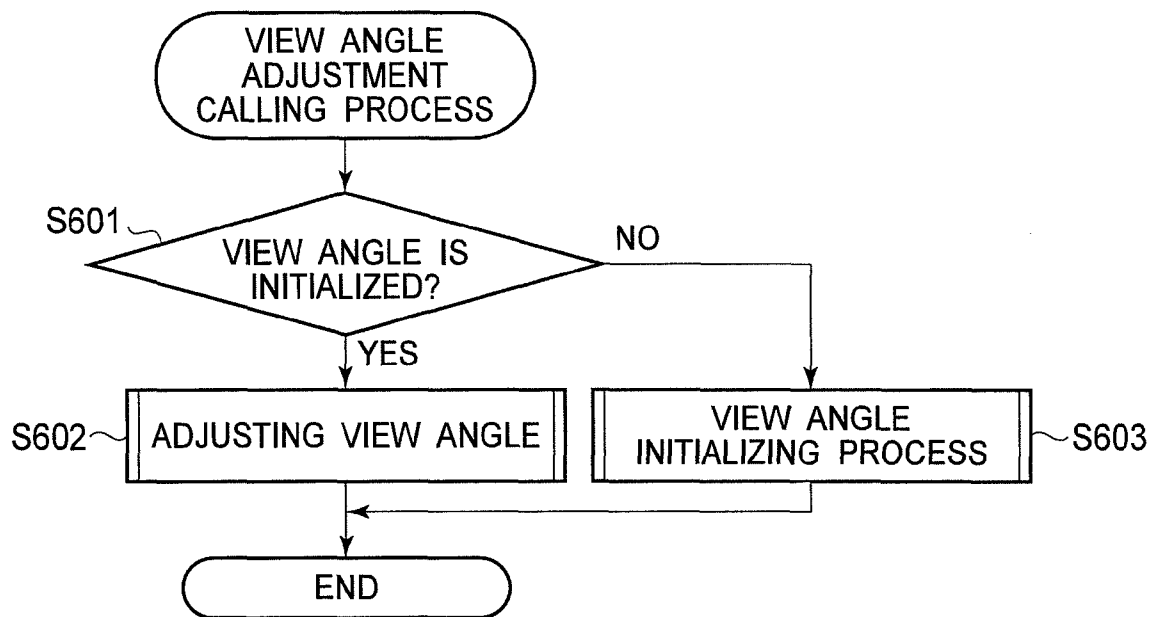 VIEW ANGLE
ADJUSTMENT
CALLING PROCESS
S601
VIEW ANGLE IS
INITIALIZED?
NO
YES
S602
ADJUSTING VIEW ANGLE
VIEW ANGLE
INITIALIZING PROCESS
S603
END